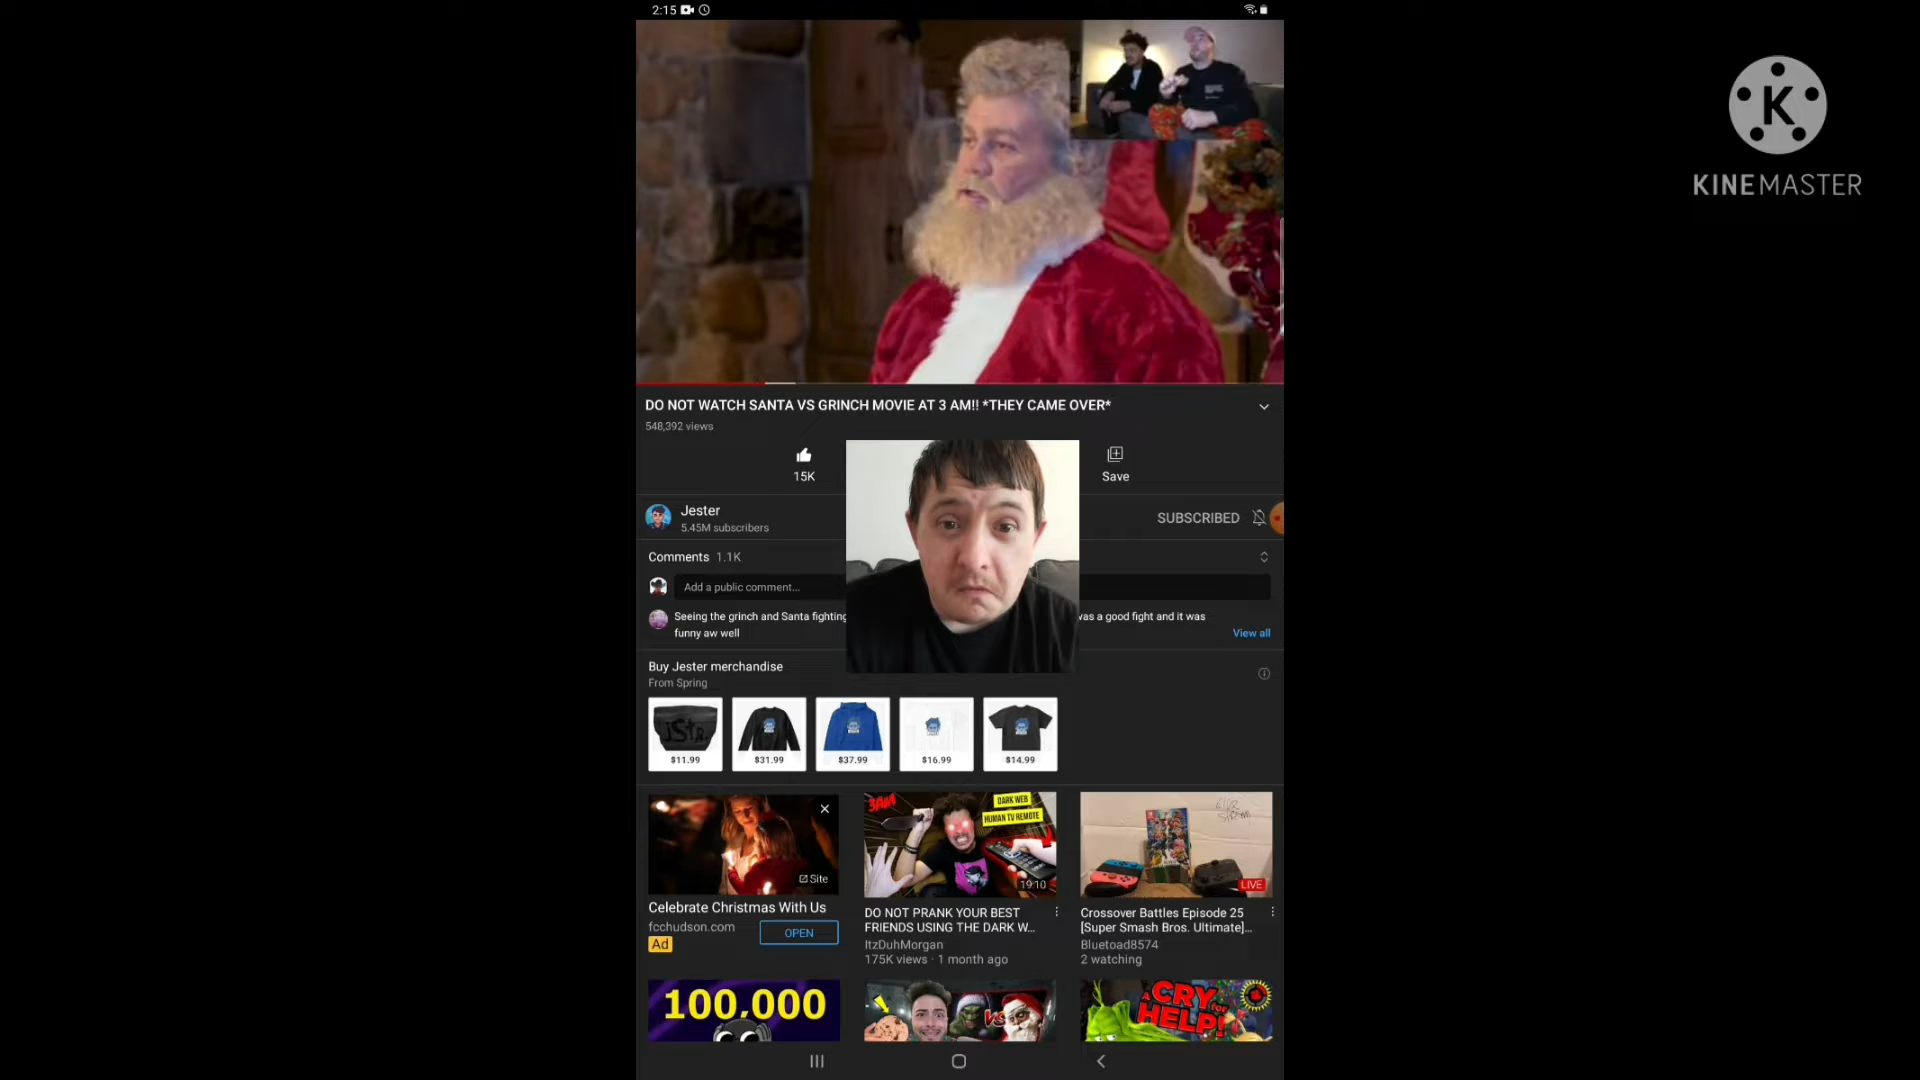 2:15
KINEMASTER
DO NOT WATCH SANTA VS GRINCH MOVIE AT 3 AM!! *THEY CAME OVER*
548,392 views
15K
Save
Jester
5.45M subscribers
SUBSCRIBED
Comments 1.1K
Add a public comment...
Seeing the grinch and Santa fighting
was a good fight and it was
funny aw well
View all
Buy Jester merchandise
From Spring
JSTR.
$11.99
$31.99
$37.99
$16.99
$14.99
Site
3AM
DARK WEB
HUMAN TV REMOTE
19:10
LIVE
Celebrate Christmas With Us
fcchudson.com
Ad
OPEN
DO NOT PRANK YOUR BEST
FRIENDS USING THE DARK W...
ItzDuhMorgan
175K views · 1 month ago
Crossover Battles Episode 25
[Super Smash Bros. Ultimate]...
Bluetoad8574
2 watching
100,000
VS
A CRY for
HELP!